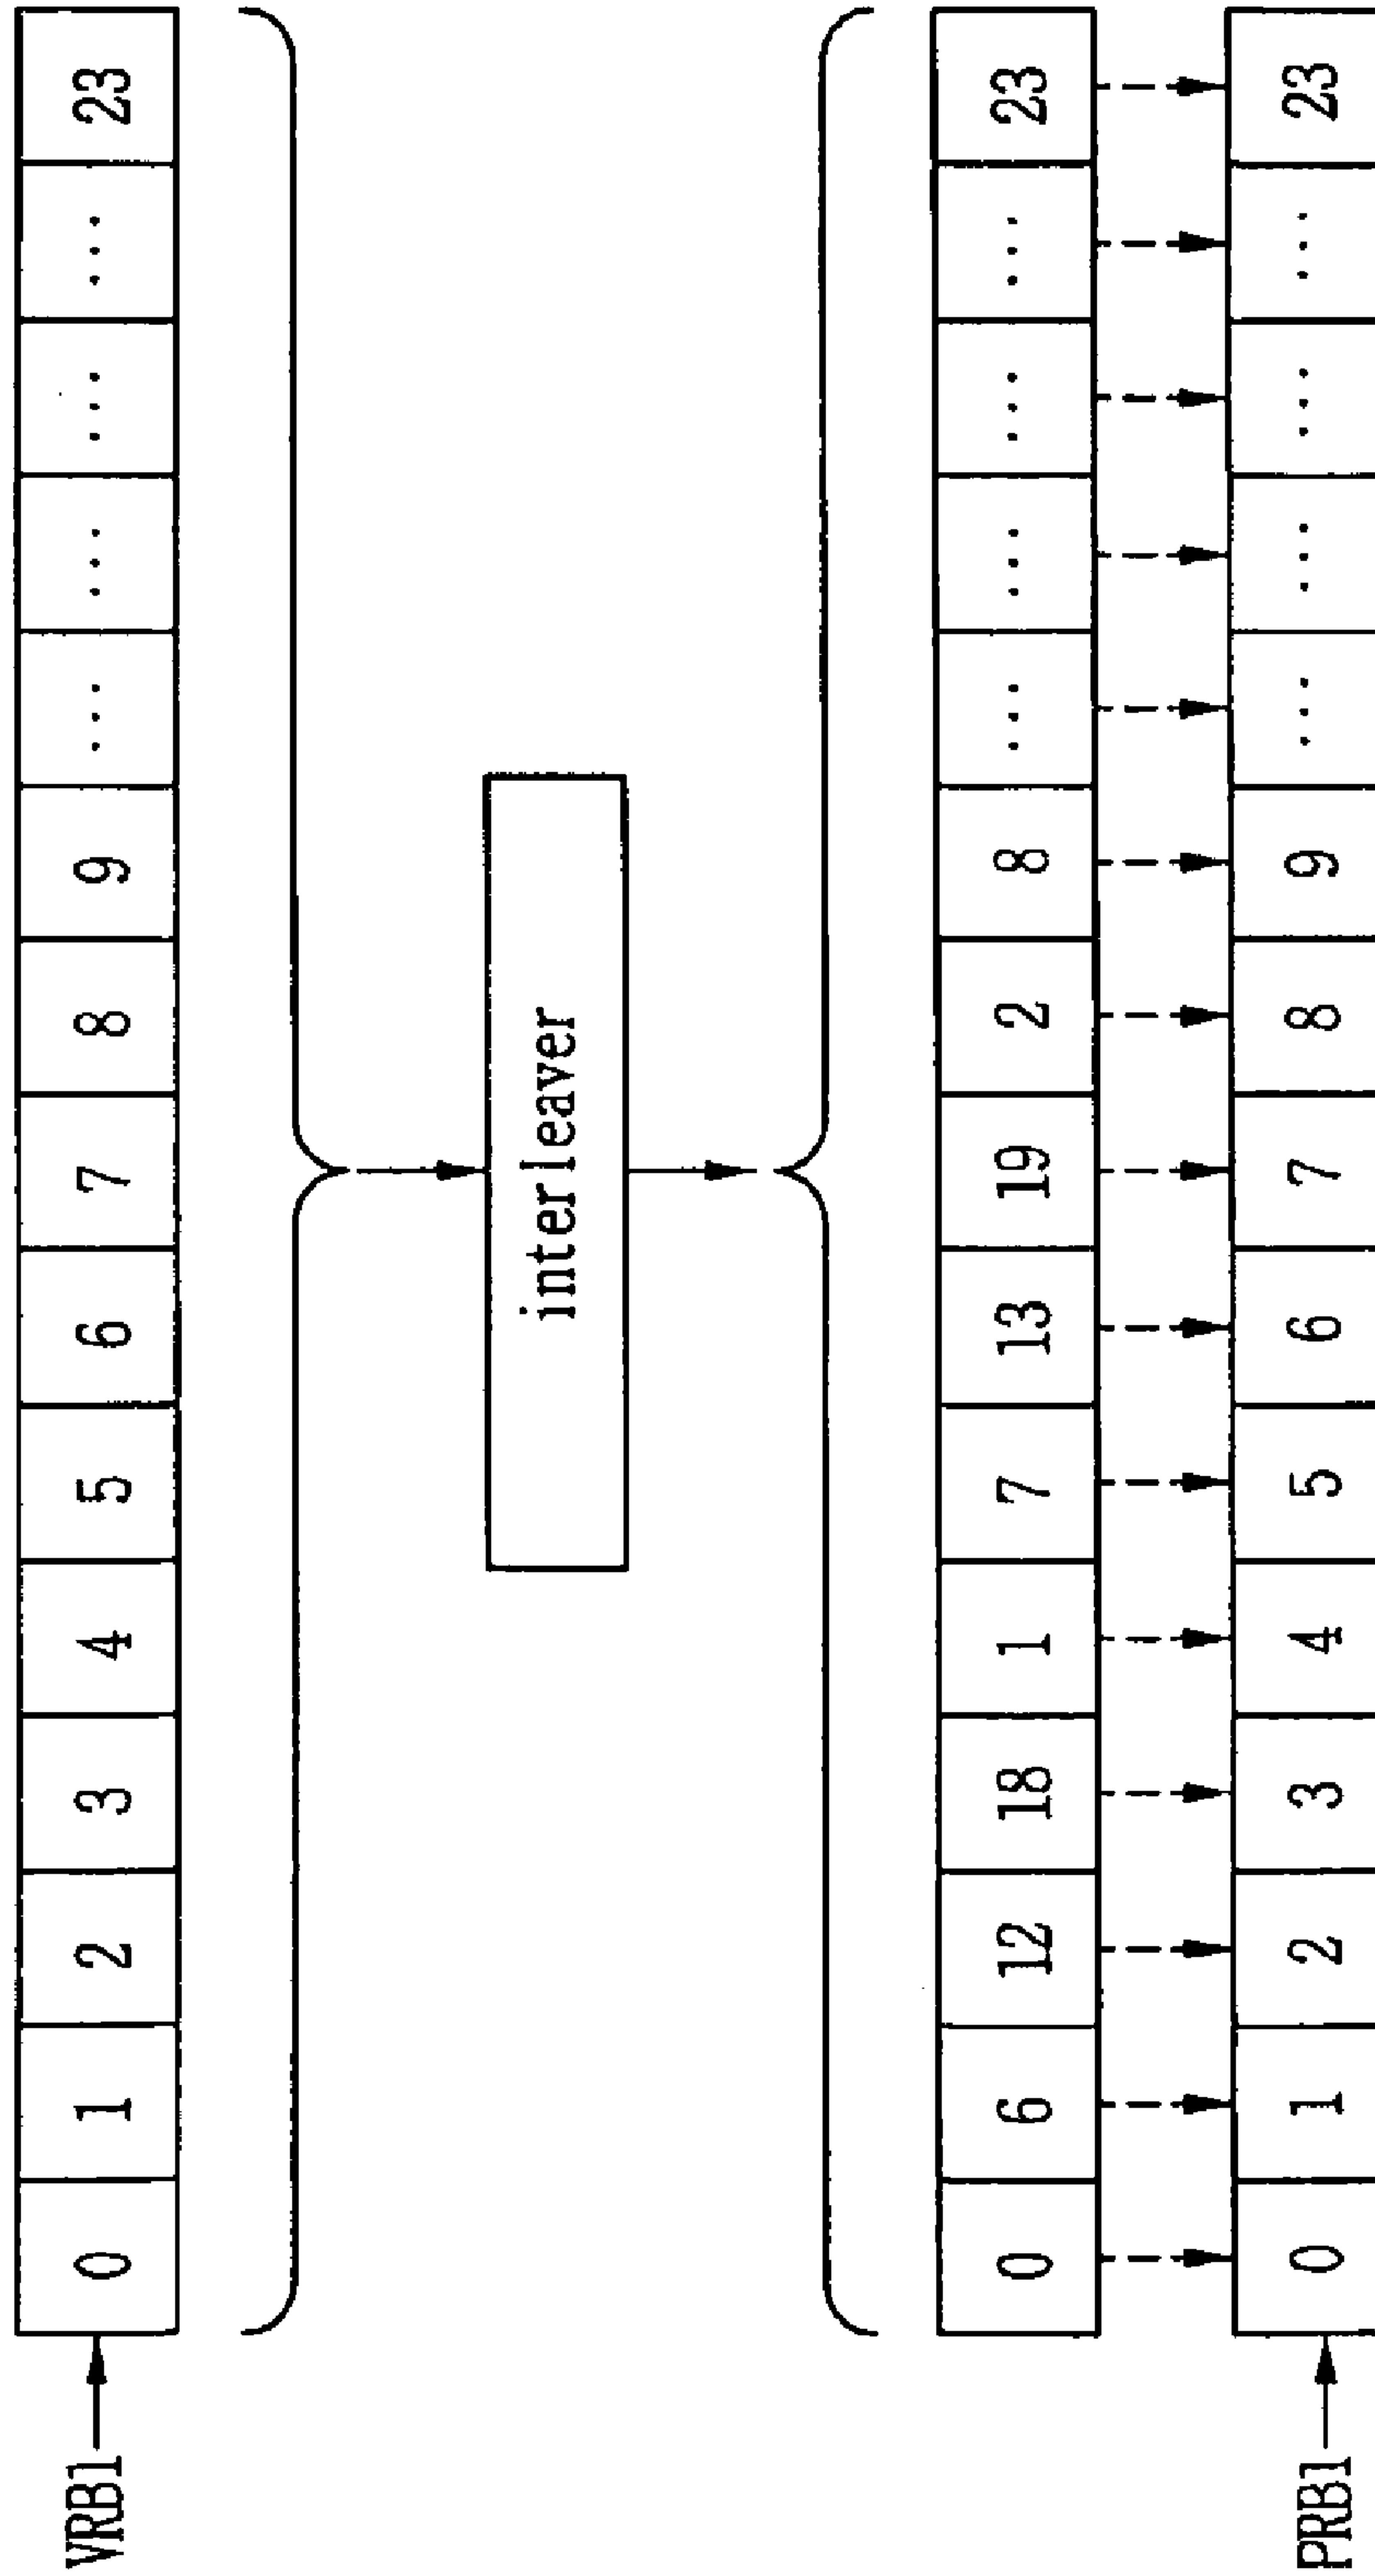 VRB1 0 1 2 3 4 5 6 7 8 9 ... ... ... ... 23
interleaver
0 6 12 18 1 7 13 19 2 8 ... ... ... ... 23
PRB1 0 1 2 3 4 5 6 7 8 9 ... ... ... ... 23